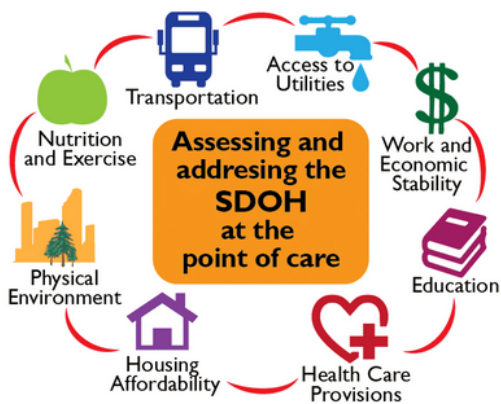 Assessing and
addresing the
SDOH
at the
point of care
Transportation
Access to
Utilities
Work and
Economic
Stability
Education
Health Care
Provisions
Housing
Affordability
Physical
Environment
Nutrition
and Exercise